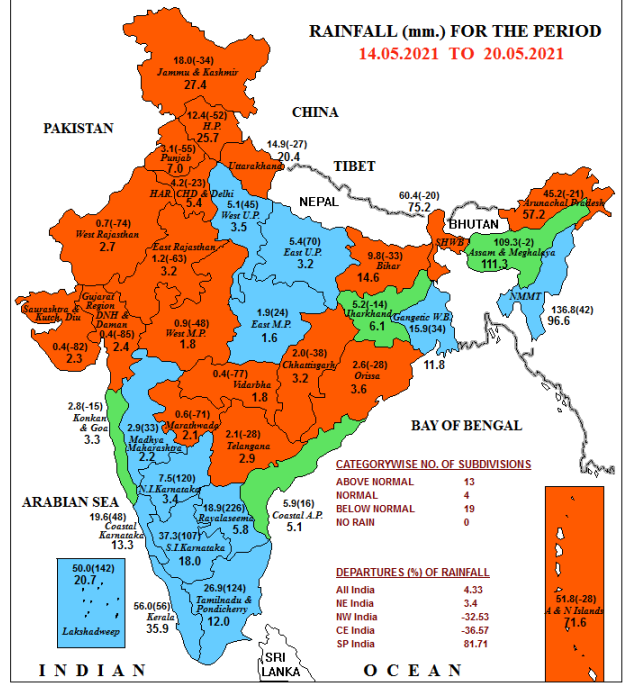 RAINFALL (mm.) FOR THE PERIOD
14.05.2021 TO 20.05.2021
18.0(-34)
Jammu & Kashmir
27.4
CHINA
12.4(-52)
H.P.
25.7
PAKISTAN
3.1(-55)
Punjab
7.0
14.9(-27)
20.4
Uttarakhand
TIBET
4.2(-23)
HAR. CHD & Delhi
5.4
NEPAL
60.4(-20)
75.2
45.2(-21)
Arunachal Pradesh
57.2
5.1(45)
West U.P.
3.5
BHUTAN
0.7(-74)
West Rajasthan
2.7
East Rajasthan
1.2(-63)
3.2
5.4(70)
East U.P.
3.2
SHWB
109.3(-2)
Assam & Meghalaya
111.3
9.8(-33)
Bihar
14.6
NMMT
136.8(42)
96.6
Gujarat
Region
DNH &
Daman
0.4(-85)
2.4
Saurashtra &
Kutch, Diu
0.4(-82)
2.3
0.9(-48)
West M.P.
1.8
1.9(24)
East M.P.
1.6
5.2(-14)
Jharkhand
6.1
Gangetic W.B.
15.9(34)
11.8
2.0(-38)
Chhattisgarh
3.2
2.6(-28)
Orissa
3.6
0.4(-77)
Vidarbha
1.8
2.8(-15)
Konkan
& Goa
3.3
2.9(33)
Madhya
Maharashtra
2.2
0.6(-71)
Marathwada
2.1
2.1(-28)
Telangana
2.9
BAY OF BENGAL
7.5(120)
N.I.Karnataka
3.4
ARABIAN SEA
19.6(48)
Coastal
Karnataka
13.3
18.9(226)
Rayalaseema
5.8
5.9(16)
Coastal A.P.
5.1
37.3(107)
S.I.Karnataka
18.0
50.0(142)
20.7
Lakshadweep
56.0(56)
Kerala
35.9
26.9(124)
Tamilnadu &
Pondicherry
12.0
CATEGORYWISE NO. OF SUBDIVISIONS
ABOVE NORMAL 13
NORMAL 4
BELOW NORMAL 19
NO RAIN 0
DEPARTURES (%) OF RAINFALL
All India 4.33
NE India 3.4
NW India -32.53
CE India -36.57
SP India 81.71
51.8(-28)
A & N Islands
71.6
SRI
LANKA
INDIAN OCEAN